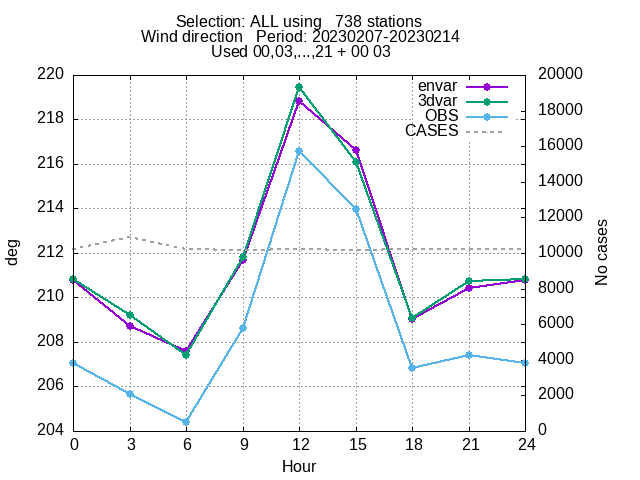 Selection: ALL using   738 stations
Wind direction   Period: 20230207-20230214
Used 00,03,...,21 + 00 03
220
218
216
214
212
210
208
206
204
deg
20000
18000
16000
14000
12000
10000
8000
6000
4000
2000
0
No cases
envar
3dvar
OBS
CASES
0 3 6 9 12 15 18 21 24
Hour